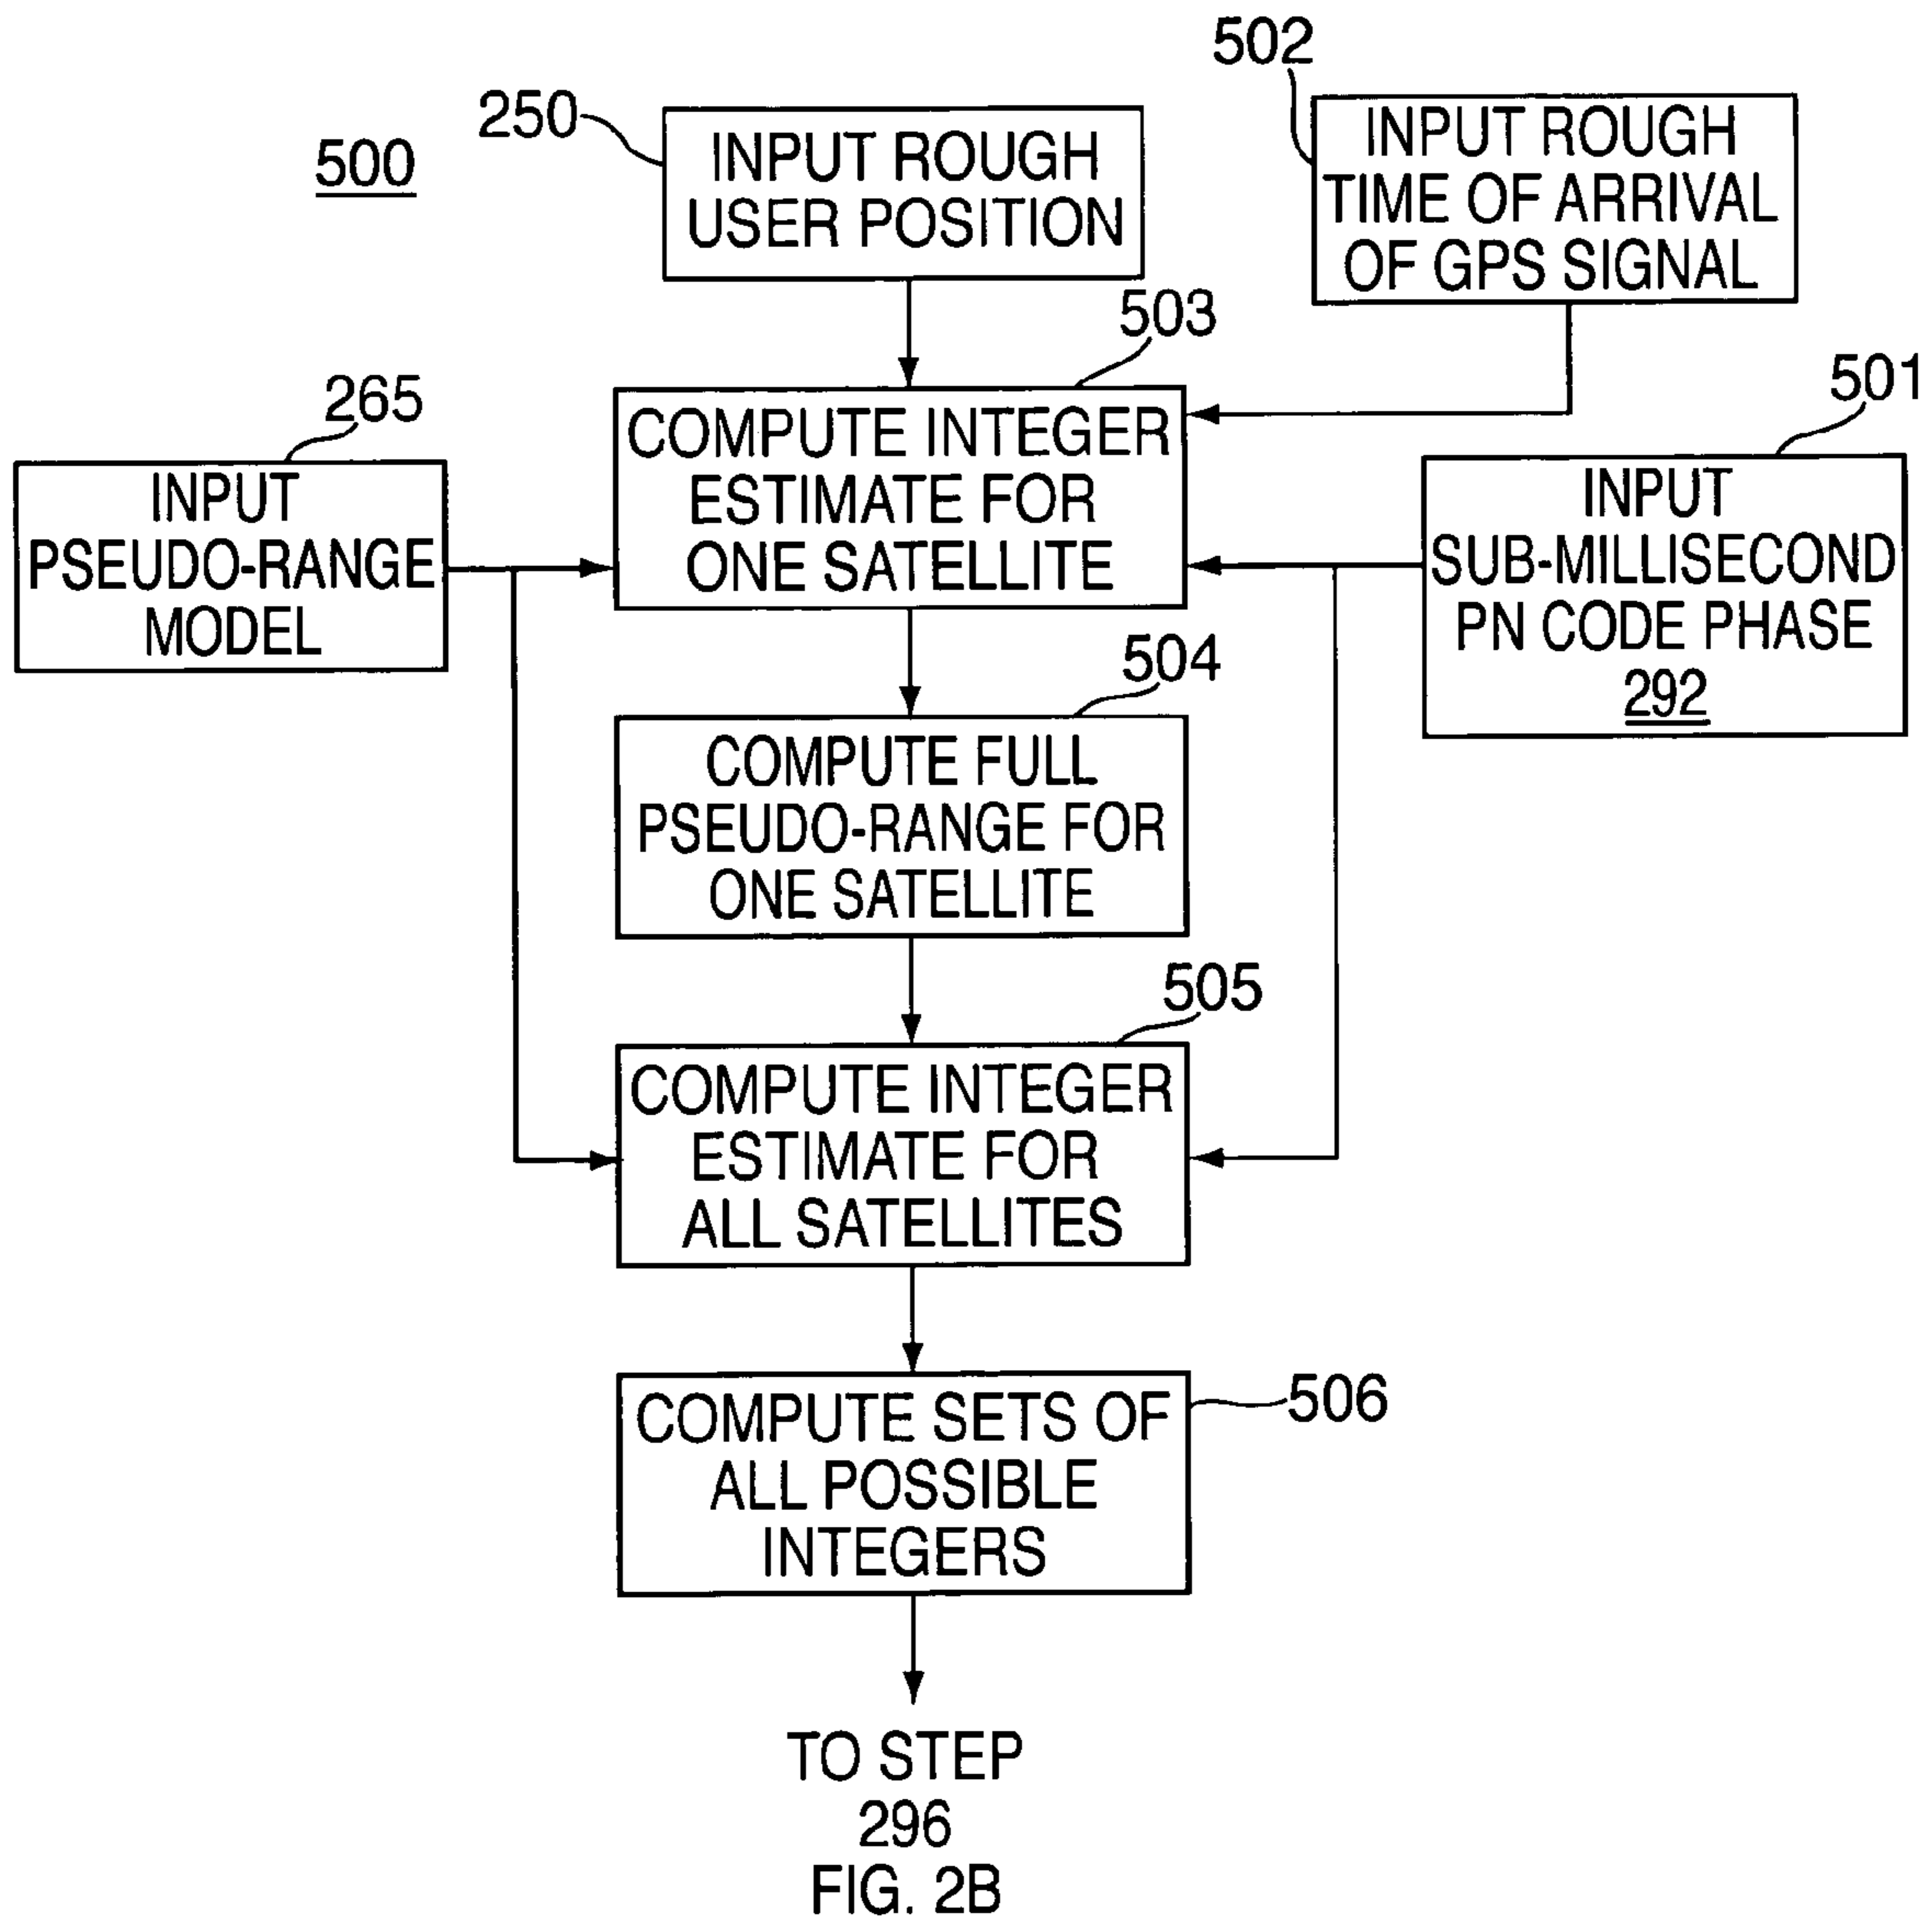 500
250
INPUT ROUGH
USER POSITION
502
INPUT ROUGH
TIME OF ARRIVAL
OF GPS SIGNAL
265
INPUT
PSEUDO-RANGE
MODEL
503
COMPUTE INTEGER
ESTIMATE FOR
ONE SATELLITE
501
INPUT
SUB-MILLISECOND
PN CODE PHASE
292
504
COMPUTE FULL
PSEUDO-RANGE FOR
ONE SATELLITE
505
COMPUTE INTEGER
ESTIMATE FOR
ALL SATELLITES
506
COMPUTE SETS OF
ALL POSSIBLE
INTEGERS
TO STEP
296
FIG. 2B